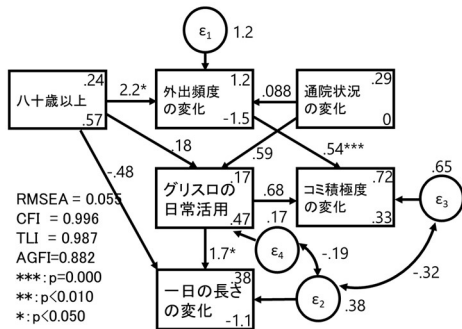 ε1
1.2
.24
八十歳以上
.57
2.2*
1.2
外出頻度
の変化
-1.5
.088
.29
通院状況
の変化
0
.18
.59
.54***
-.48
.17
グリスロの
日常活用
.47
.68
.72
コミ積極度
の変化
.33
.65
ε3
RMSEA = 0.055
CFI = 0.996
TLI = 0.987
AGFI=0.882
***:p=0.000
**:p<0.010
*:p<0.050
.17
ε4
1.7*
-.19
-.32
.38
一日の長さ
の変化
-1.1
ε2
.38